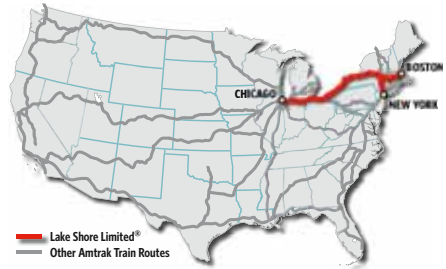 BOSTON
CHICAGO
NEW YORK
Lake Shore Limited®
Other Amtrak Train Routes